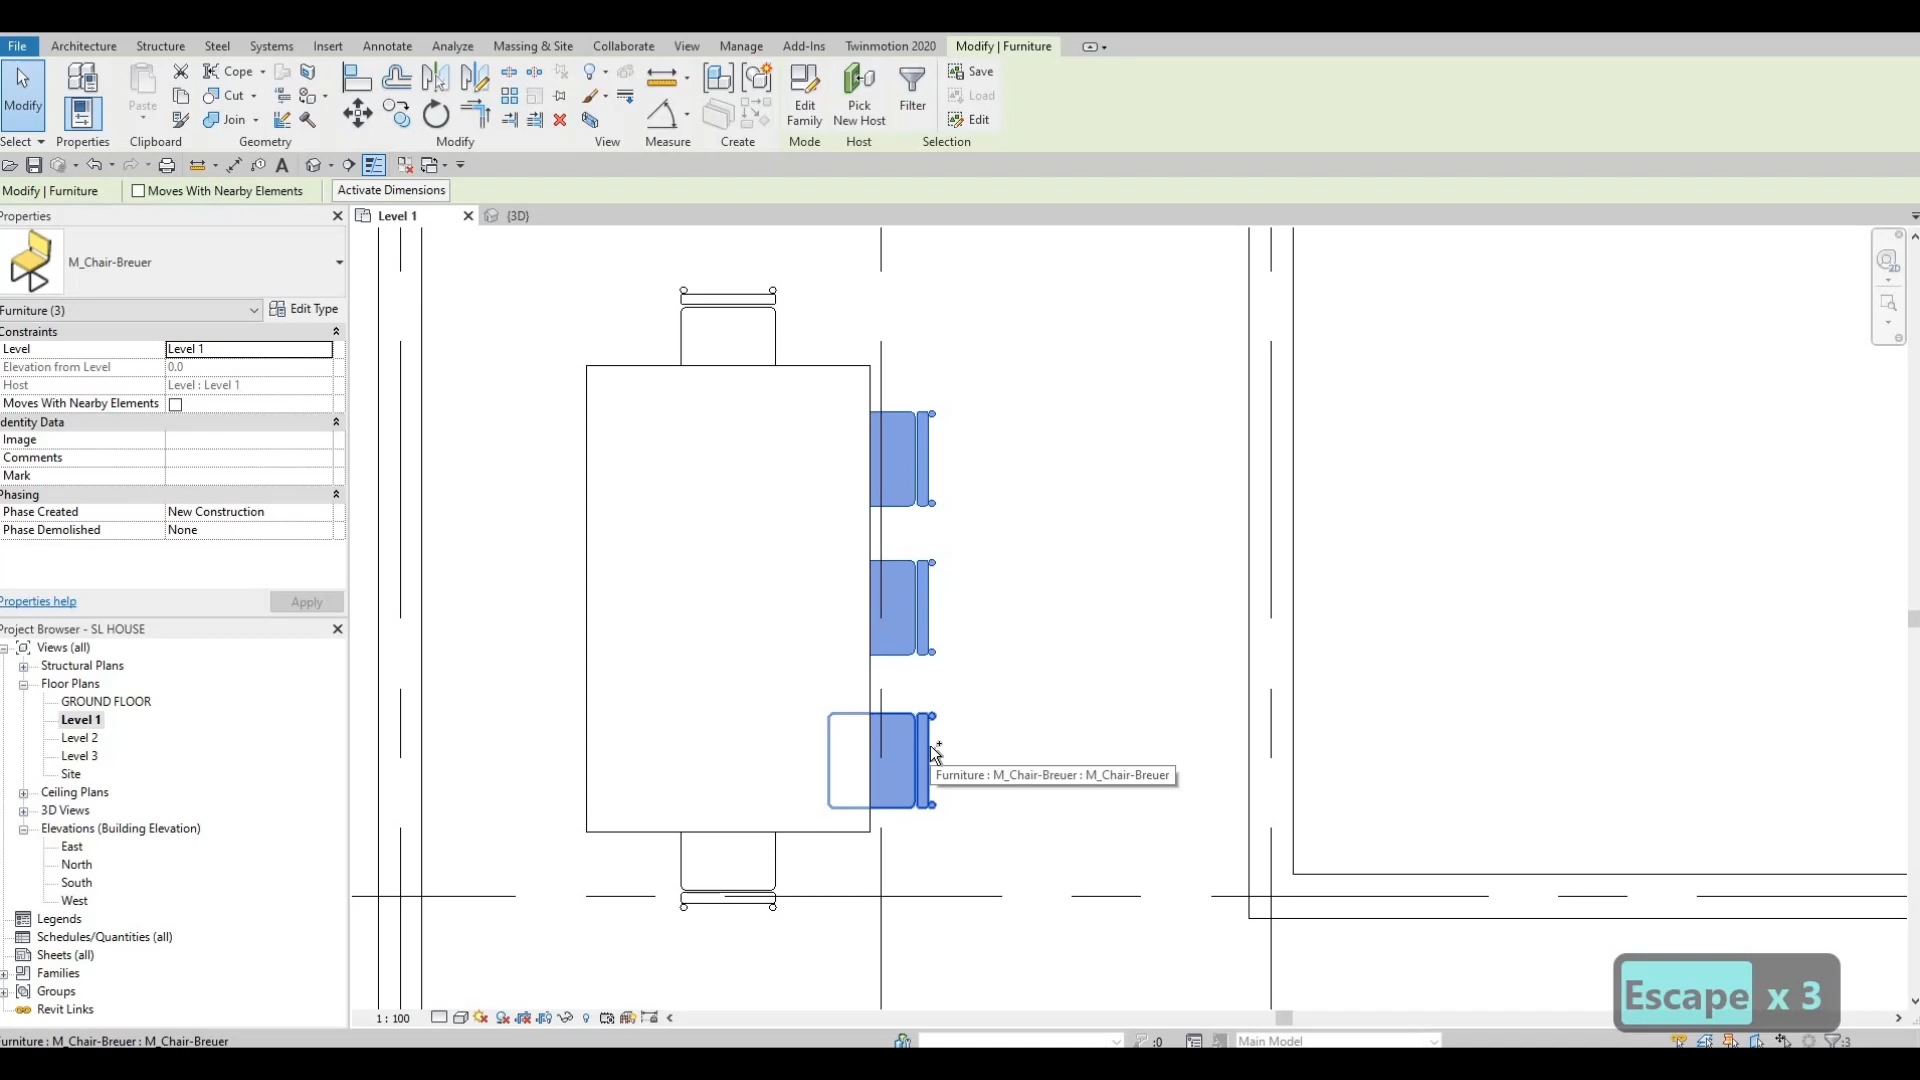 File Architecture Structure Steel Systems Insert Annotate Analyze Massing & Site Collaborate View Manage Add-Ins Twinmotion 2020 Modify | Furniture
Cope
Save
Cut
Load
Modify Paste Edit Family Pick New Host Filter
Join
Edit
Select Properties Clipboard Geometry Modify View Measure Create Mode Host Selection
Modify | Furniture Moves With Nearby Elements Activate Dimensions
Properties
Level 1 {3D}
M_Chair-Breuer
Furniture (3) Edit Type
Constraints
Level Level 1
Elevation from Level 0.0
Host Level : Level 1
Moves With Nearby Elements
Identity Data
Image
Comments
Mark
Phasing
Phase Created New Construction
Phase Demolished None
Properties help Apply
Project Browser - SL HOUSE
Views (all)
Structural Plans
Floor Plans
GROUND FLOOR
Level 1
Level 2
Level 3
Site
Ceiling Plans
3D Views
Elevations (Building Elevation)
East
North
South
West
Legends
Schedules/Quantities (all)
Sheets (all)
Families
Groups
Revit Links
2D
Furniture : M_Chair-Breuer : M_Chair-Breuer
Escape x 3
1 : 100
Furniture : M_Chair-Breuer : M_Chair-Breuer :0 Main Model :3